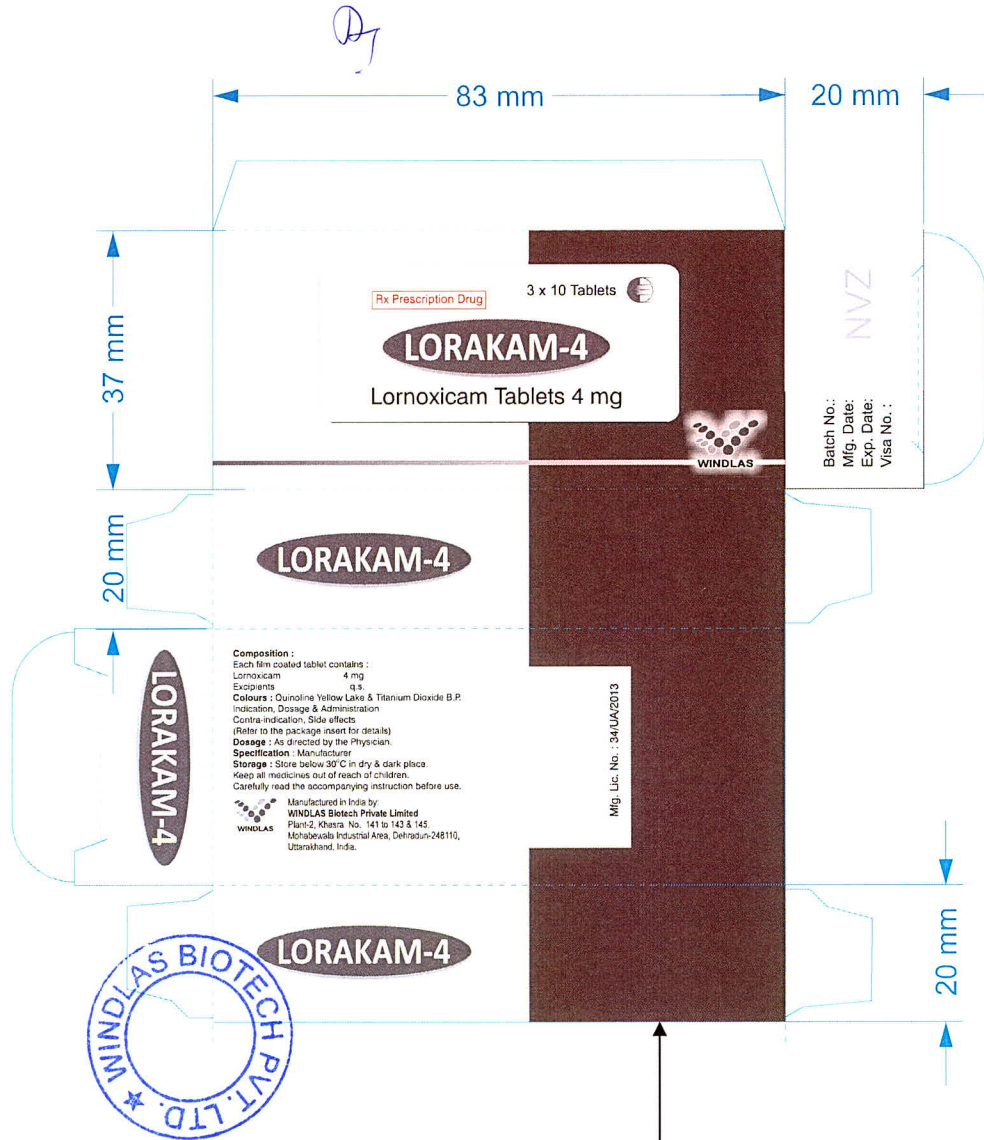 83 mm
20 mm
37 mm
Rx Prescription Drug
3 x 10 Tablets
LORAKAM-4
Lornoxicam Tablets 4 mg
WINDLAS
NVZ
Batch No.:
Mfg. Date:
Exp. Date:
Visa No. :
20 mm
LORAKAM-4
LORAKAM-4
Composition :
Each film coated tablet contains :
Lornoxicam 4 mg
Excipients q.s.
Colours : Quinoline Yellow Lake & Titanium Dioxide B.P.
Indication, Dosage & Administration
Contra-indication, Side effects
(Refer to the package insert for details)
Dosage : As directed by the Physician.
Specification : Manufacturer
Storage : Store below 30°C in dry & dark place.
Keep all medicines out of reach of children.
Carefully read the accompanying instruction before use.
WINDLAS
Manufactured in India by:
WINDLAS Biotech Private Limited
Plant-2, Khasra No. 141 to 143 & 145,
Mohabewala Industrial Area, Dehradun-248110,
Uttarakhand, India.
Mfg. Lic. No. : 34/UA/2013
LORAKAM-4
20 mm
WINDLAS BIOTECH PVT. LTD. ★